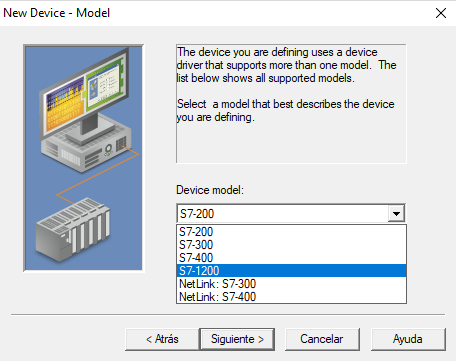 New Device - Model
The device you are defining uses a device
driver that supports more than one model.  The
list below shows all supported models.
Select  a model that best describes the device
you are defining.
Device model:
S7-200
S7-200
S7-300
S7-400
S7-1200
NetLink: S7-300
NetLink: S7-400
< Atrás
Siguiente >
Cancelar
Ayuda